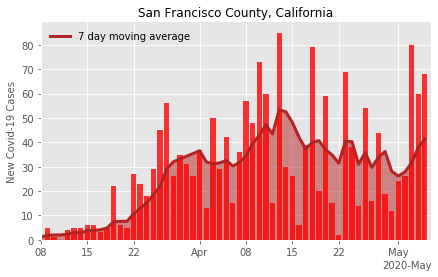 San Francisco County, California
7 day moving average
New Covid-19 Cases
80
70
60
50
40
30
20
10
0
08 15 22 Apr 08 15 22 May
2020-May